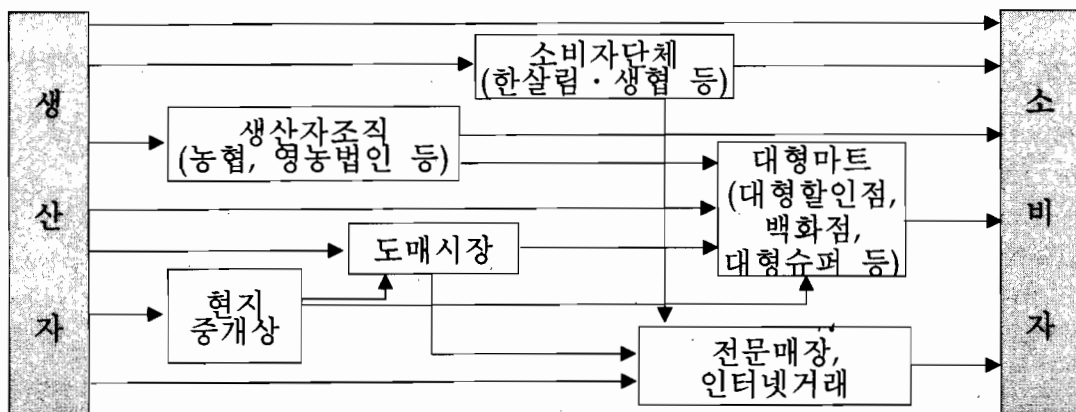 생산자
소비자단체
(한살림·생협 등)
생산자조직
(농협, 영농법인 등)
대형마트
(대형할인점,
백화점,
대형슈퍼 등)
도매시장
현지
중개상
전문매장,
인터넷거래
소비자